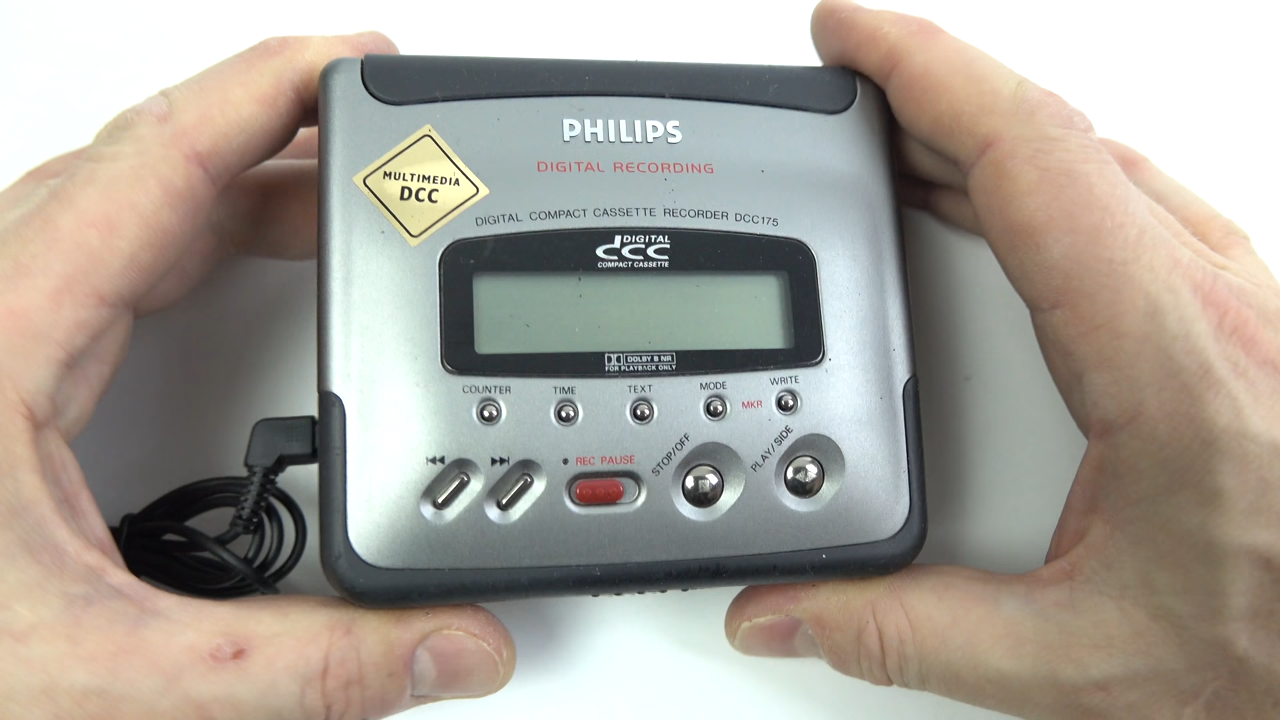 PHILIPS
DIGITAL RECORDING
MULTIMEDIA
DCC
DIGITAL COMPACT CASSETTE RECORDER DCC175
DIGITAL
dcc
COMPACT CASSETTE
DOLBY B NR
FOR PLAYBACK ONLY
COUNTER TIME TEXT MODE MKR WRITE
REC PAUSE STOP/OFF PLAY/SIDE